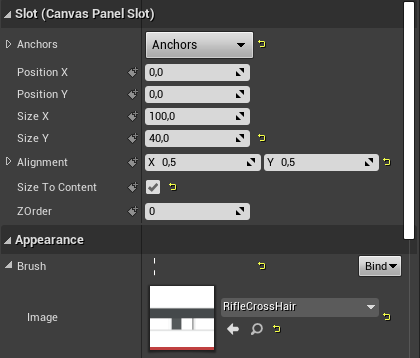 Slot (Canvas Panel Slot)
Anchors Anchors
Position X 0,0
Position Y 0,0
Size X 100,0
Size Y 40,0
Alignment X 0,5 Y 0,5
Size To Content
ZOrder 0
Appearance
Brush Bind
Image RifleCrossHair